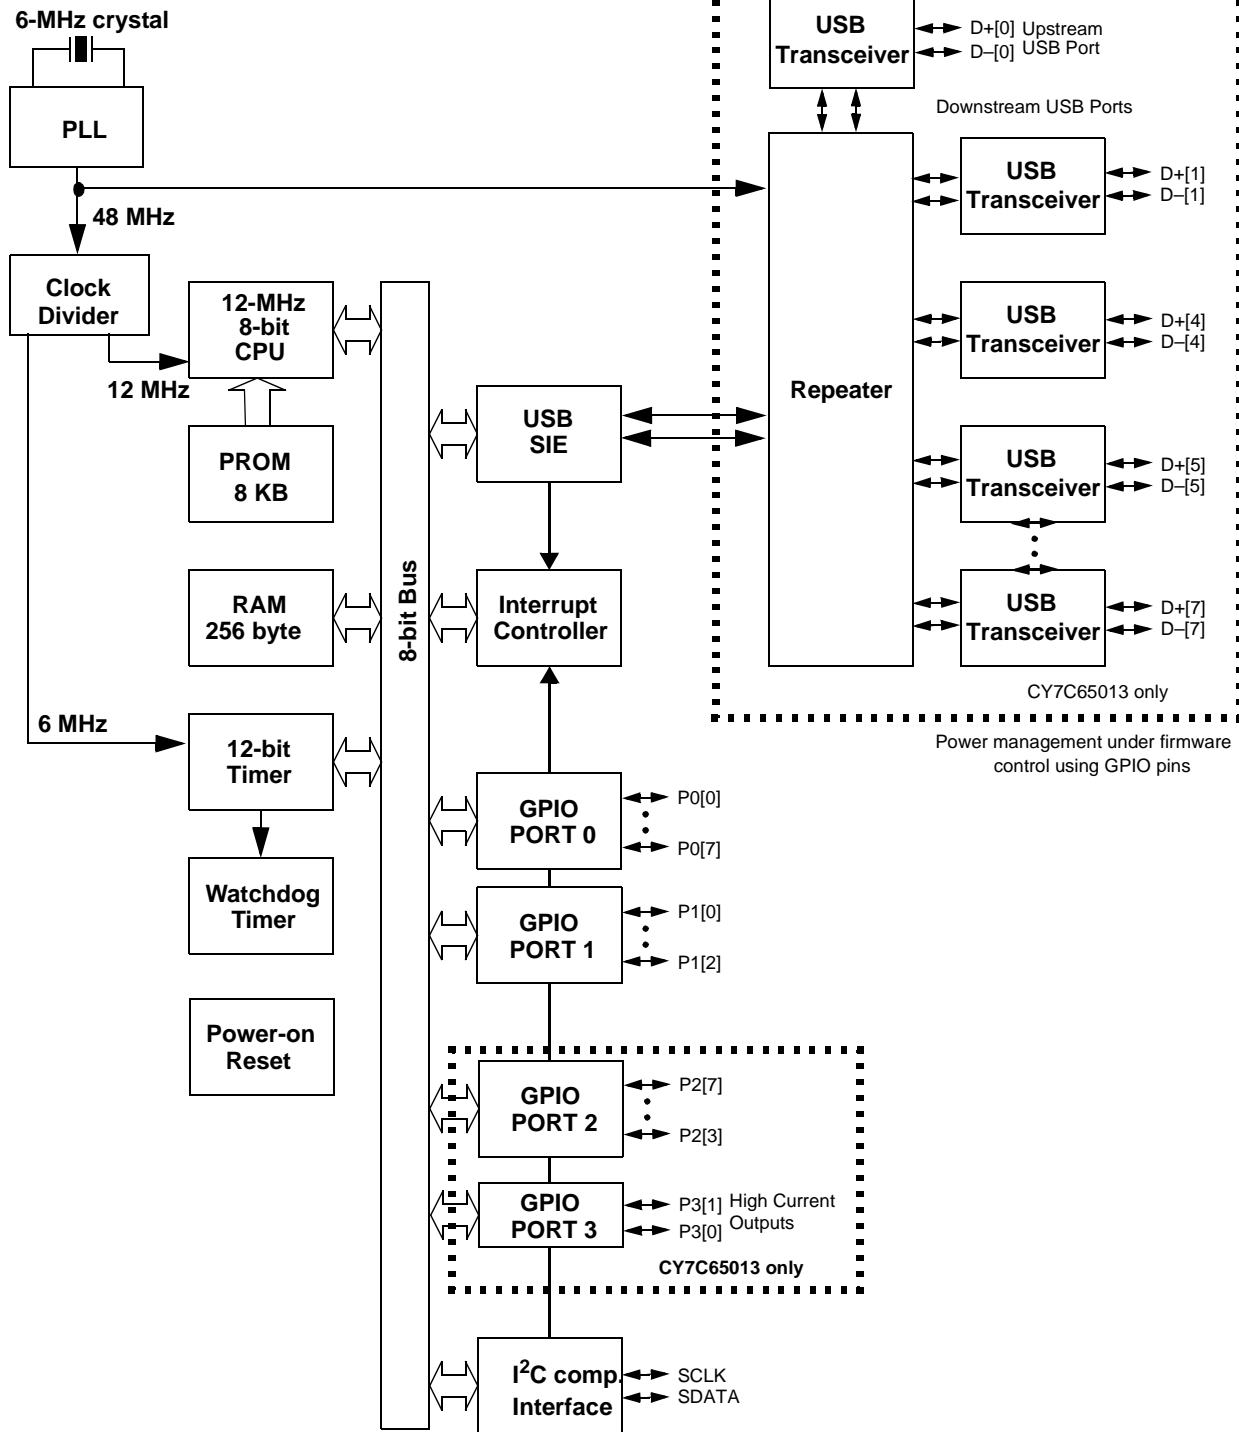 6-MHz crystal
PLL
48 MHz
Clock
Divider
12 MHz
12-MHz
8-bit
CPU
PROM
8 KB
RAM
256 byte
6 MHz
12-bit
Timer
Watchdog
Timer
Power-on
Reset
8-bit Bus
USB
SIE
Interrupt
Controller
GPIO
PORT 0
P0[0]
P0[7]
GPIO
PORT 1
P1[0]
P1[2]
GPIO
PORT 2
P2[7]
P2[3]
GPIO
PORT 3
P3[1] High Current
P3[0] Outputs
CY7C65013 only
I2C comp.
Interface
SCLK
SDATA
USB
Transceiver
D+[0] Upstream
D–[0] USB Port
Downstream USB Ports
Repeater
USB
Transceiver
D+[1]
D–[1]
USB
Transceiver
D+[4]
D–[4]
USB
Transceiver
D+[5]
D–[5]
USB
Transceiver
D+[7]
D–[7]
CY7C65013 only
Power management under firmware
control using GPIO pins